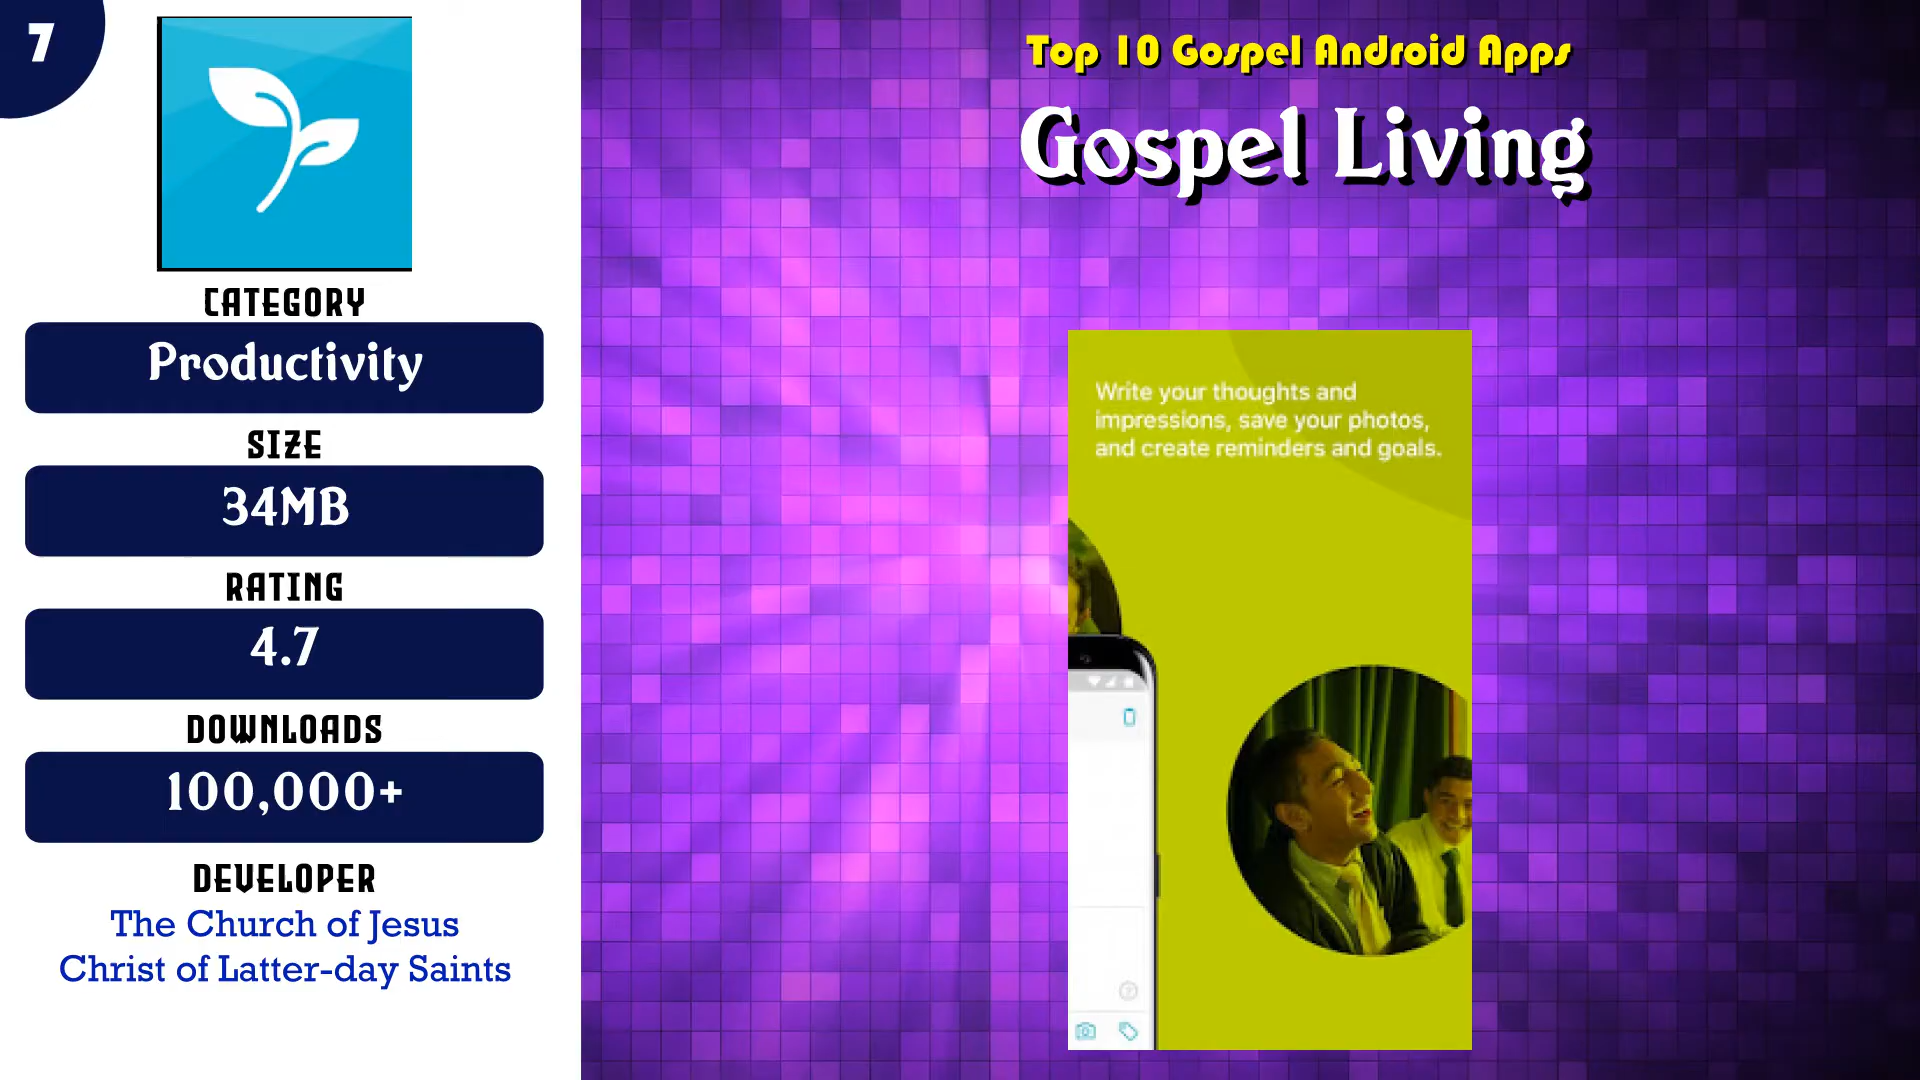 7
CATEGORY
Productivity
SIZE
34MB
RATING
4.7
DOWNLOADS
100,000+
DEVELOPER
The Church of Jesus
Christ of Latter-day Saints
Top 10 Gospel Android Apps
Gospel Living
Write your thoughts and
impressions, save your photos,
and create reminders and goals.